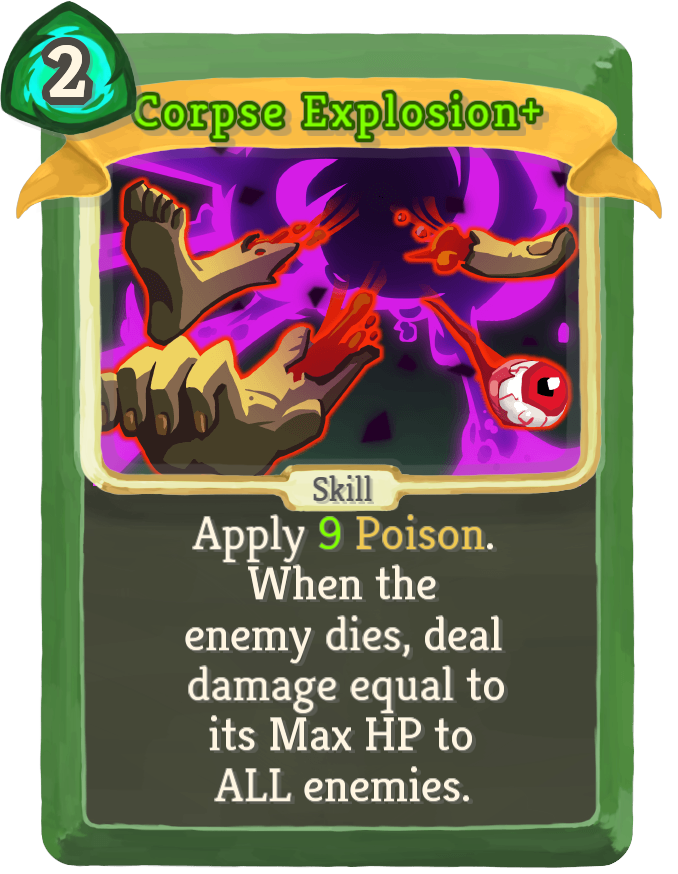 2
Corpse Explosion+
Skill
Apply 9 Poison.
When the
enemy dies, deal
damage equal to
its Max HP to
ALL enemies.